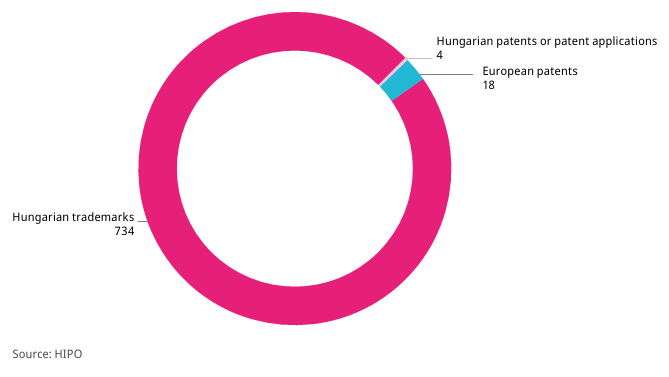 Hungarian patents or patent applications
4
European patents
18
Hungarian trademarks
734
Source: HIPO